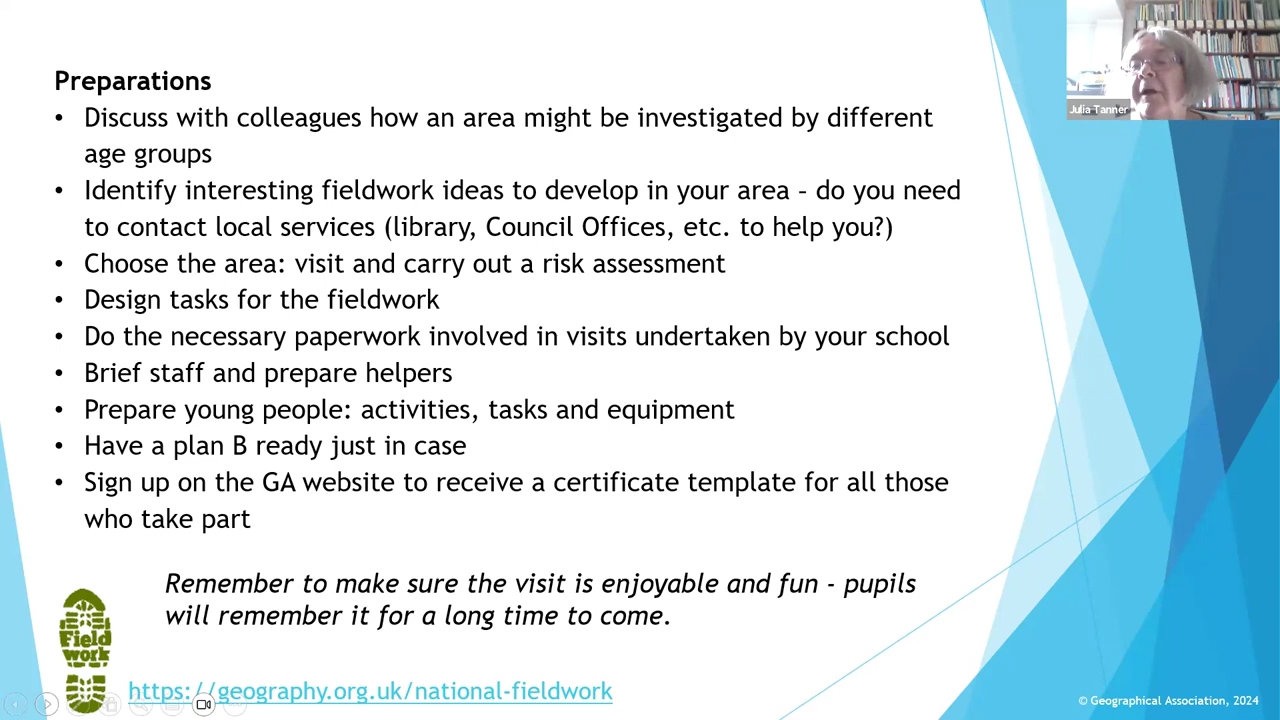 Preparations
• Discuss with colleagues how an area might be investigated by different
age groups
• Identify interesting fieldwork ideas to develop in your area – do you need
to contact local services (library, Council Offices, etc. to help you?)
• Choose the area: visit and carry out a risk assessment
• Design tasks for the fieldwork
• Do the necessary paperwork involved in visits undertaken by your school
• Brief staff and prepare helpers
• Prepare young people: activities, tasks and equipment
• Have a plan B ready just in case
• Sign up on the GA website to receive a certificate template for all those
who take part
Remember to make sure the visit is enjoyable and fun - pupils
will remember it for a long time to come.
Field
work
https://geography.org.uk/national-fieldwork
Julia Tanner
© Geographical Association, 2024